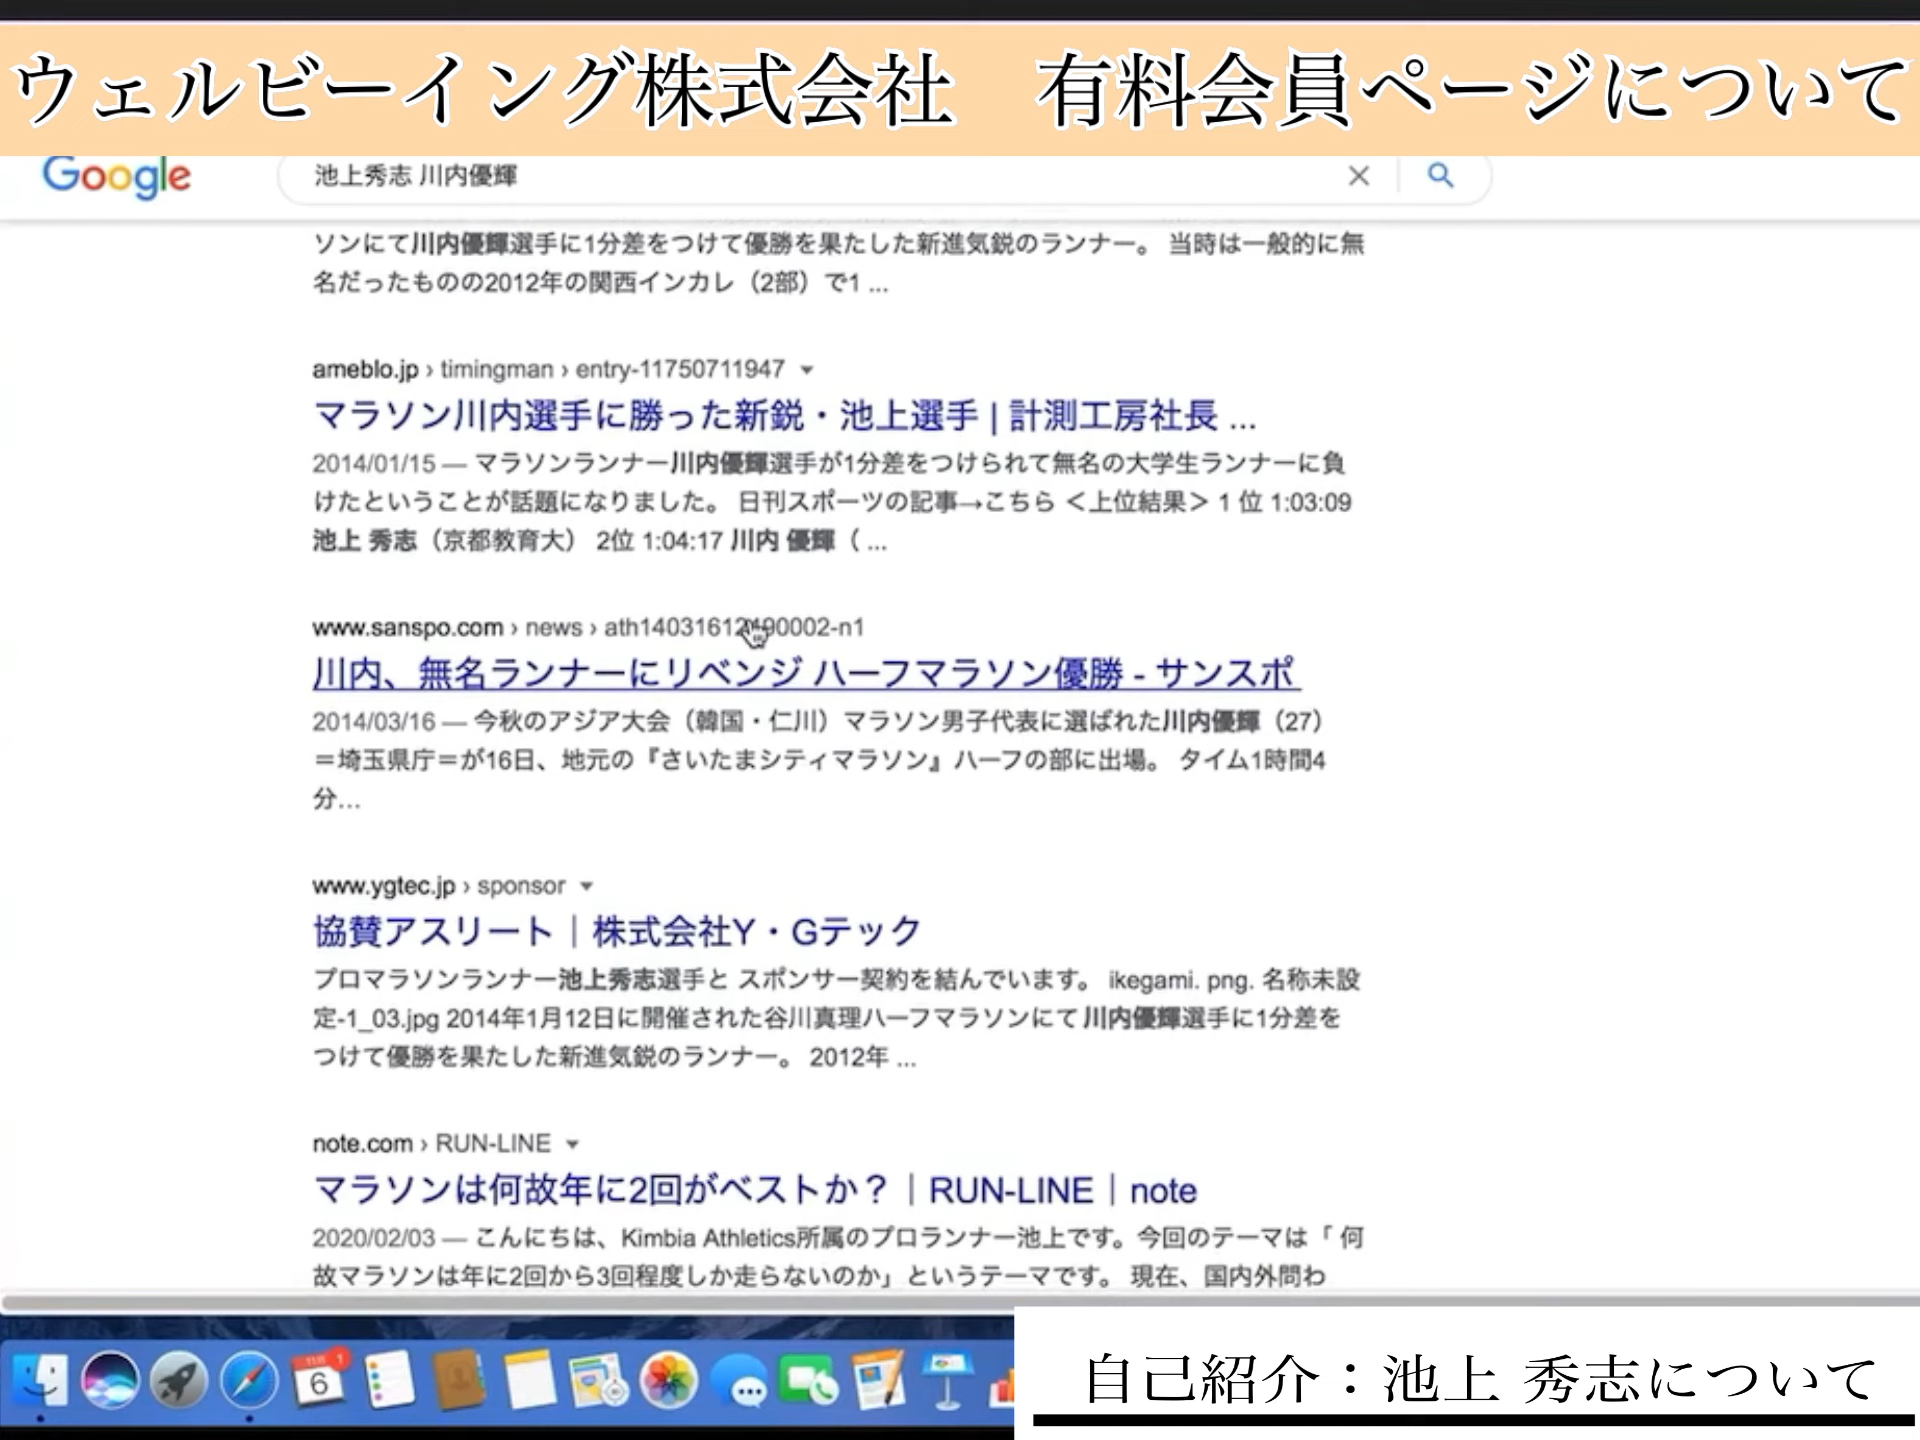 ウェルビーイング株式会社　有料会員ページについて
Google
池上秀志 川内優輝
ソンにて川内優輝選手に1分差をつけて優勝を果たした新進気鋭のランナー。 当時は一般的に無
名だったものの2012年の関西インカレ（2部）で1 ...
ameblo.jp › timingman › entry-11750711947
マラソン川内選手に勝った新鋭・池上選手 | 計測工房社長 ...
2014/01/15 — マラソンランナー川内優輝選手が1分差をつけられて無名の大学生ランナーに負
けたということが話題になりました。 日刊スポーツの記事→こちら ＜上位結果＞ 1 位 1:03:09
池上 秀志（京都教育大） 2位 1:04:17 川内 優輝（ ...
www.sanspo.com › news ›
川内、無名ランナーにリベンジ ハーフマラソン優勝 - サンスポ
2014/03/16 — 今秋のアジア大会（韓国・仁川）マラソン男子代表に選ばれた川内優輝（27）
＝埼玉県庁＝が16日、地元の『さいたまシティマラソン』ハーフの部に出場。 タイム1時間4
分...
www.ygtec.jp › sponsor
協賛アスリート｜株式会社Y・Gテック
プロマラソンランナー池上秀志選手と スポンサー契約を結んでいます。 ikegami. png. 名称未設
定-1_03.jpg 2014年1月12日に開催された谷川真理ハーフマラソンにて川内優輝選手に1分差を
つけて優勝を果たした新進気鋭のランナー。 2012年 ...
note.com › RUN-LINE
マラソンは何故年に2回がベストか？｜RUN-LINE｜note
2020/02/03 — こんにちは、Kimbia Athletics所属のプロランナー池上です。今回のテーマは「 何
故マラソンは年に2回から3回程度しか走らないのか」というテーマです。 現在、国内外問わ
1
6
自己紹介：池上 秀志について